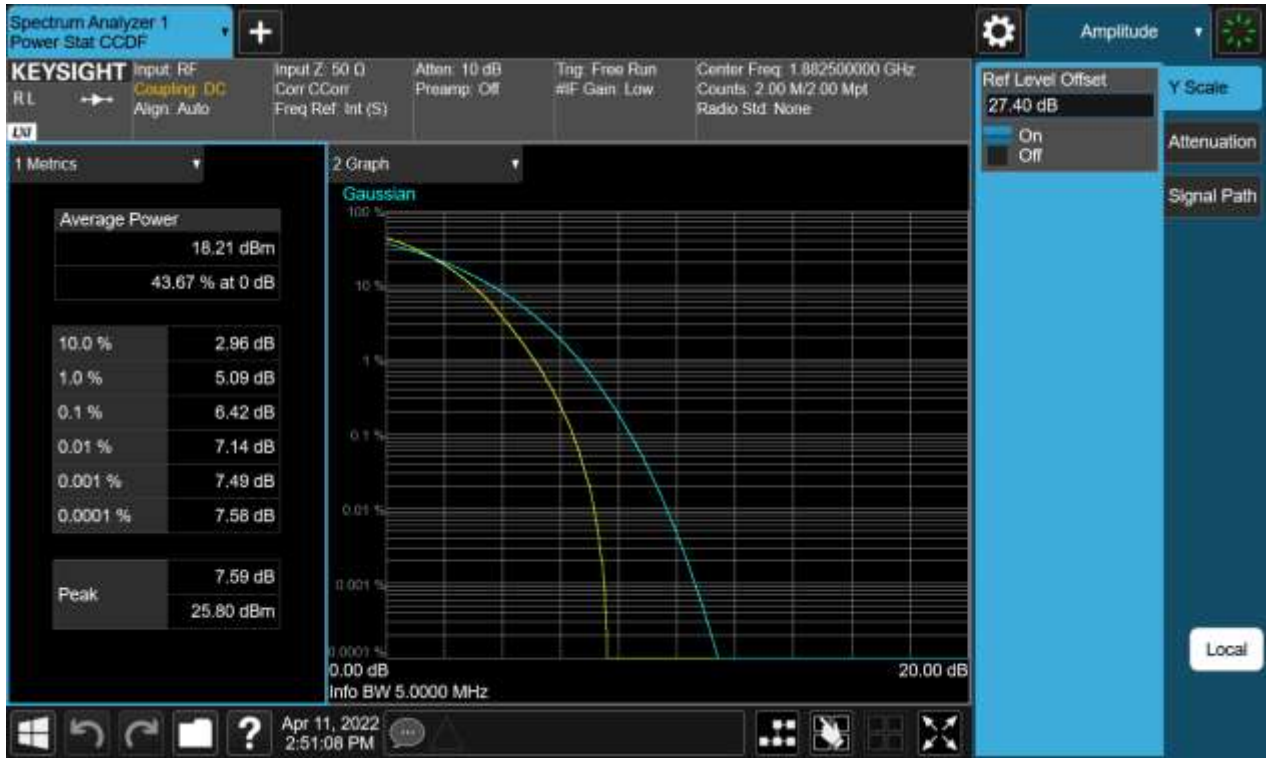 Spectrum Analyzer 1
Power Stat CCDF
+
Amplitude
KEYSIGHT
RL
LXI
Input: RF
Coupling: DC
Align: Auto
Input Z: 50 Ω
Corr CCorr
Freq Ref: Int (S)
Atten: 10 dB
Preamp: Off
Trig: Free Run
#IF Gain: Low
Center Freq: 1.882500000 GHz
Counts: 2.00 M/2.00 Mpt
Radio Std: None
Ref Level Offset
27.40 dB
On
Off
Y Scale
Attenuation
Signal Path
Local
1 Metrics
Average Power
18.21 dBm
43.67 % at 0 dB
10.0 % 2.96 dB
1.0 % 5.09 dB
0.1 % 6.42 dB
0.01 % 7.14 dB
0.001 % 7.49 dB
0.0001 % 7.58 dB
Peak 7.59 dB
25.80 dBm
2 Graph
Gaussian
100 %
10 %
1 %
0.1 %
0.01 %
0.001 %
0.0001 %
0.00 dB 20.00 dB
Info BW 5.0000 MHz
?
Apr 11, 2022
2:51:08 PM